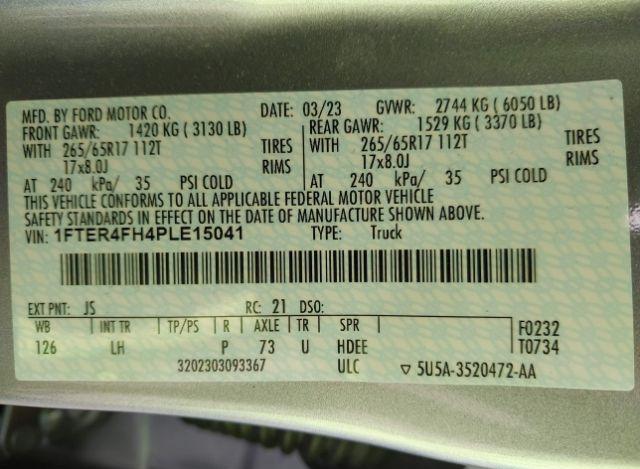 MFD. BY FORD MOTOR CO. DATE: 03/23 GVWR: 2744 KG ( 6050 LB)
FRONT GAWR: 1420 KG ( 3130 LB) REAR GAWR: 1529 KG ( 3370 LB)
WITH 265/65R17 112T TIRES WITH 265/65R17 112T TIRES
17x8.0J RIMS 17x8.0J RIMS
AT 240 kPa/ 35 PSI COLD AT 240 kPa/ 35 PSI COLD
THIS VEHICLE CONFORMS TO ALL APPLICABLE FEDERAL MOTOR VEHICLE
SAFETY STANDARDS IN EFFECT ON THE DATE OF MANUFACTURE SHOWN ABOVE.
VIN: 1FTER4FH4PLE15041 TYPE: Truck
EXT PNT: JS RC: 21 DSO:
WB INT TR TP/PS R AXLE TR SPR F0232
126 LH P 73 U HDEE T0734
3202303093367 ULC ▽ 5U5A-3520472-AA